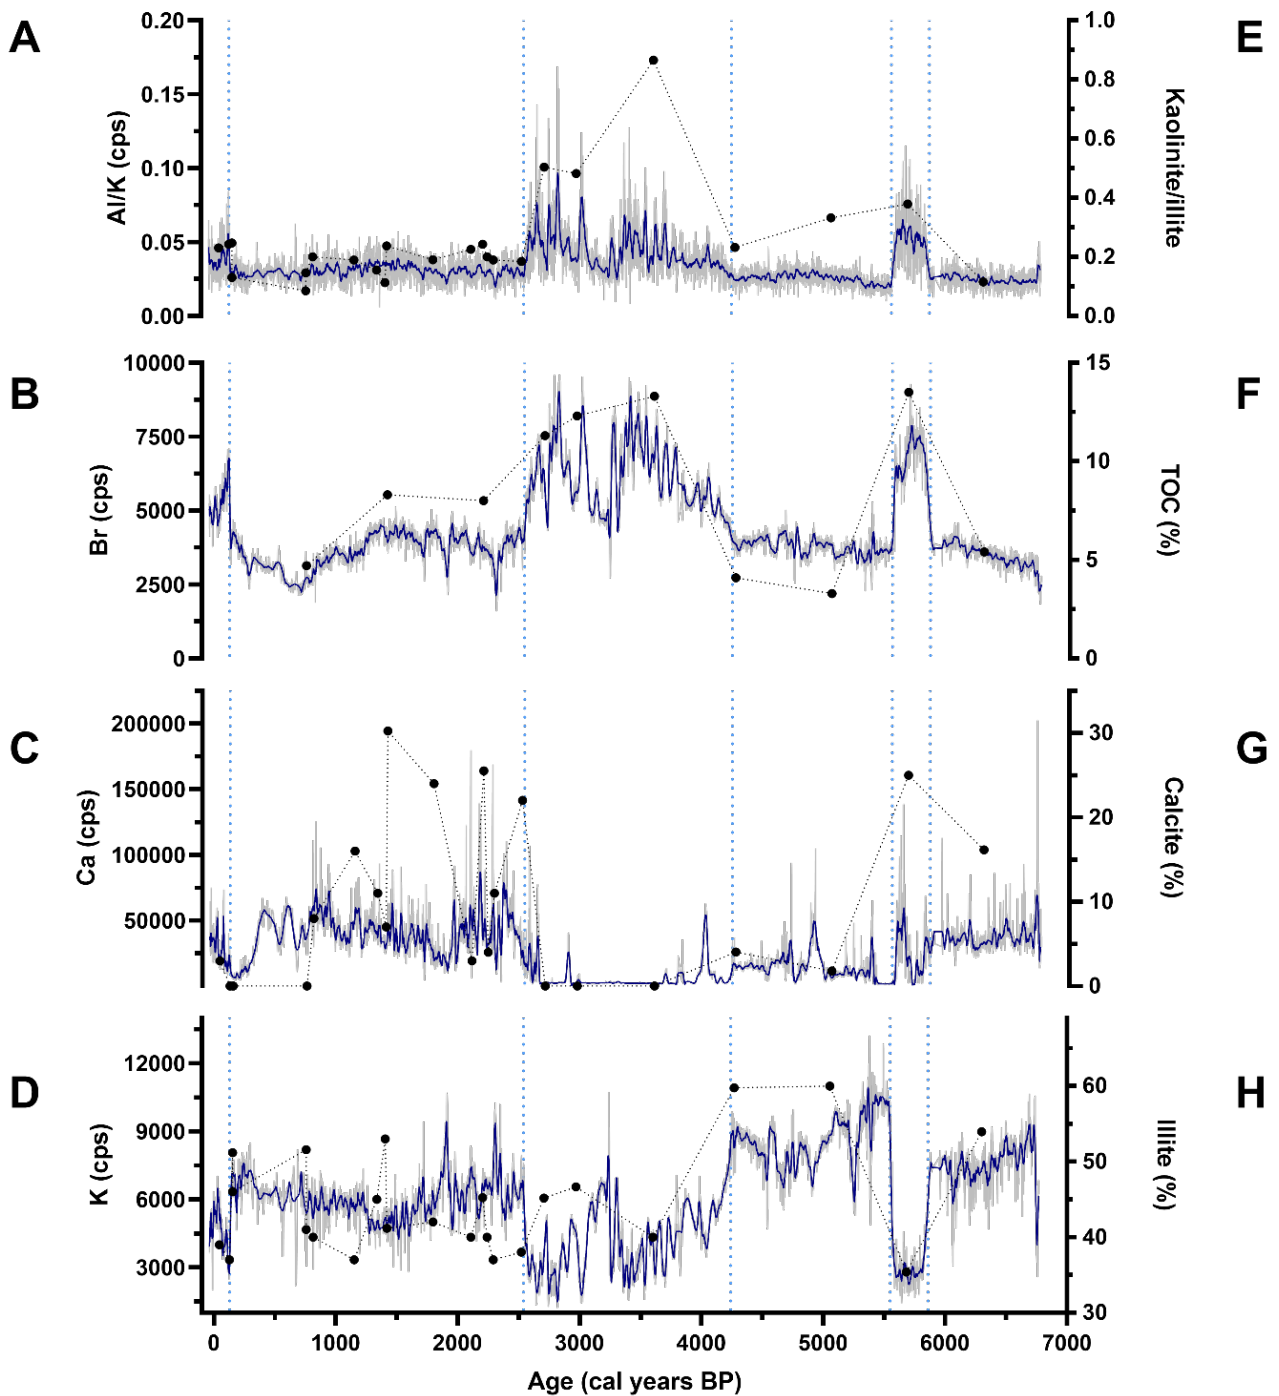 A
E
Al/K (cps)
0.20
0.15
0.10
0.05
0.00
1.0
0.8
0.6
0.4
0.2
0.0
Kaolinite/illite
B
F
Br (cps)
10000
7500
5000
2500
0
15
10
5
0
TOC (%)
C
G
Ca (cps)
200000
150000
100000
50000
30
20
10
0
Calcite (%)
D
H
K (cps)
12000
9000
6000
3000
60
50
40
30
Illite (%)
0 1000 2000 3000 4000 5000 6000 7000
Age (cal years BP)